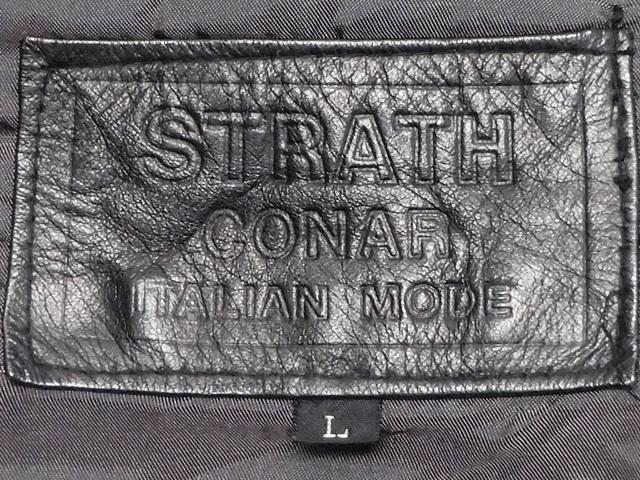 STRATH
CONAR
ITALIAN MODE
L